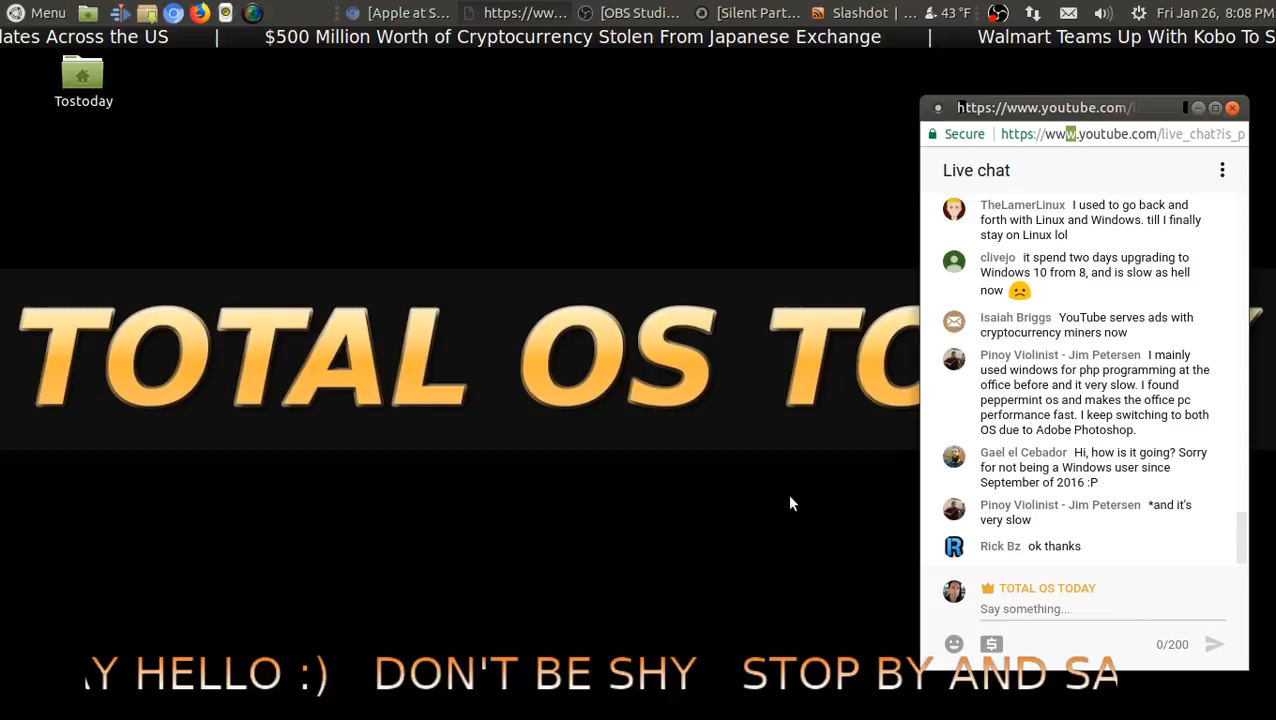 Menu [Apple at S... https://ww... [OBS Studi... [Silent Part... Slashdot | ... 43 °F Fri Jan 26, 8:08 PM
lates Across the US | $500 Million Worth of Cryptocurrency Stolen From Japanese Exchange | Walmart Teams Up With Kobo To S
Tostoday
https://www.youtube.com/l
Secure | https://www.youtube.com/live_chat?is_p
Live chat
TheLamerLinux I used to go back and
forth with Linux and Windows. till I finally
stay on Linux lol
clivejo it spend two days upgrading to
Windows 10 from 8, and is slow as hell
now
Isaiah Briggs YouTube serves ads with
cryptocurrency miners now
Pinoy Violinist - Jim Petersen I mainly
used windows for php programming at the
office before and it very slow. I found
peppermint os and makes the office pc
performance fast. I keep switching to both
OS due to Adobe Photoshop.
Gael el Cebador Hi, how is it going? Sorry
for not being a Windows user since
September of 2016 :P
Pinoy Violinist - Jim Petersen *and it's
very slow
Rick Bz ok thanks
TOTAL OS TODAY
Say something...
0/200
TOTAL OS TO
Y HELLO :) DON'T BE SHY STOP BY AND SA